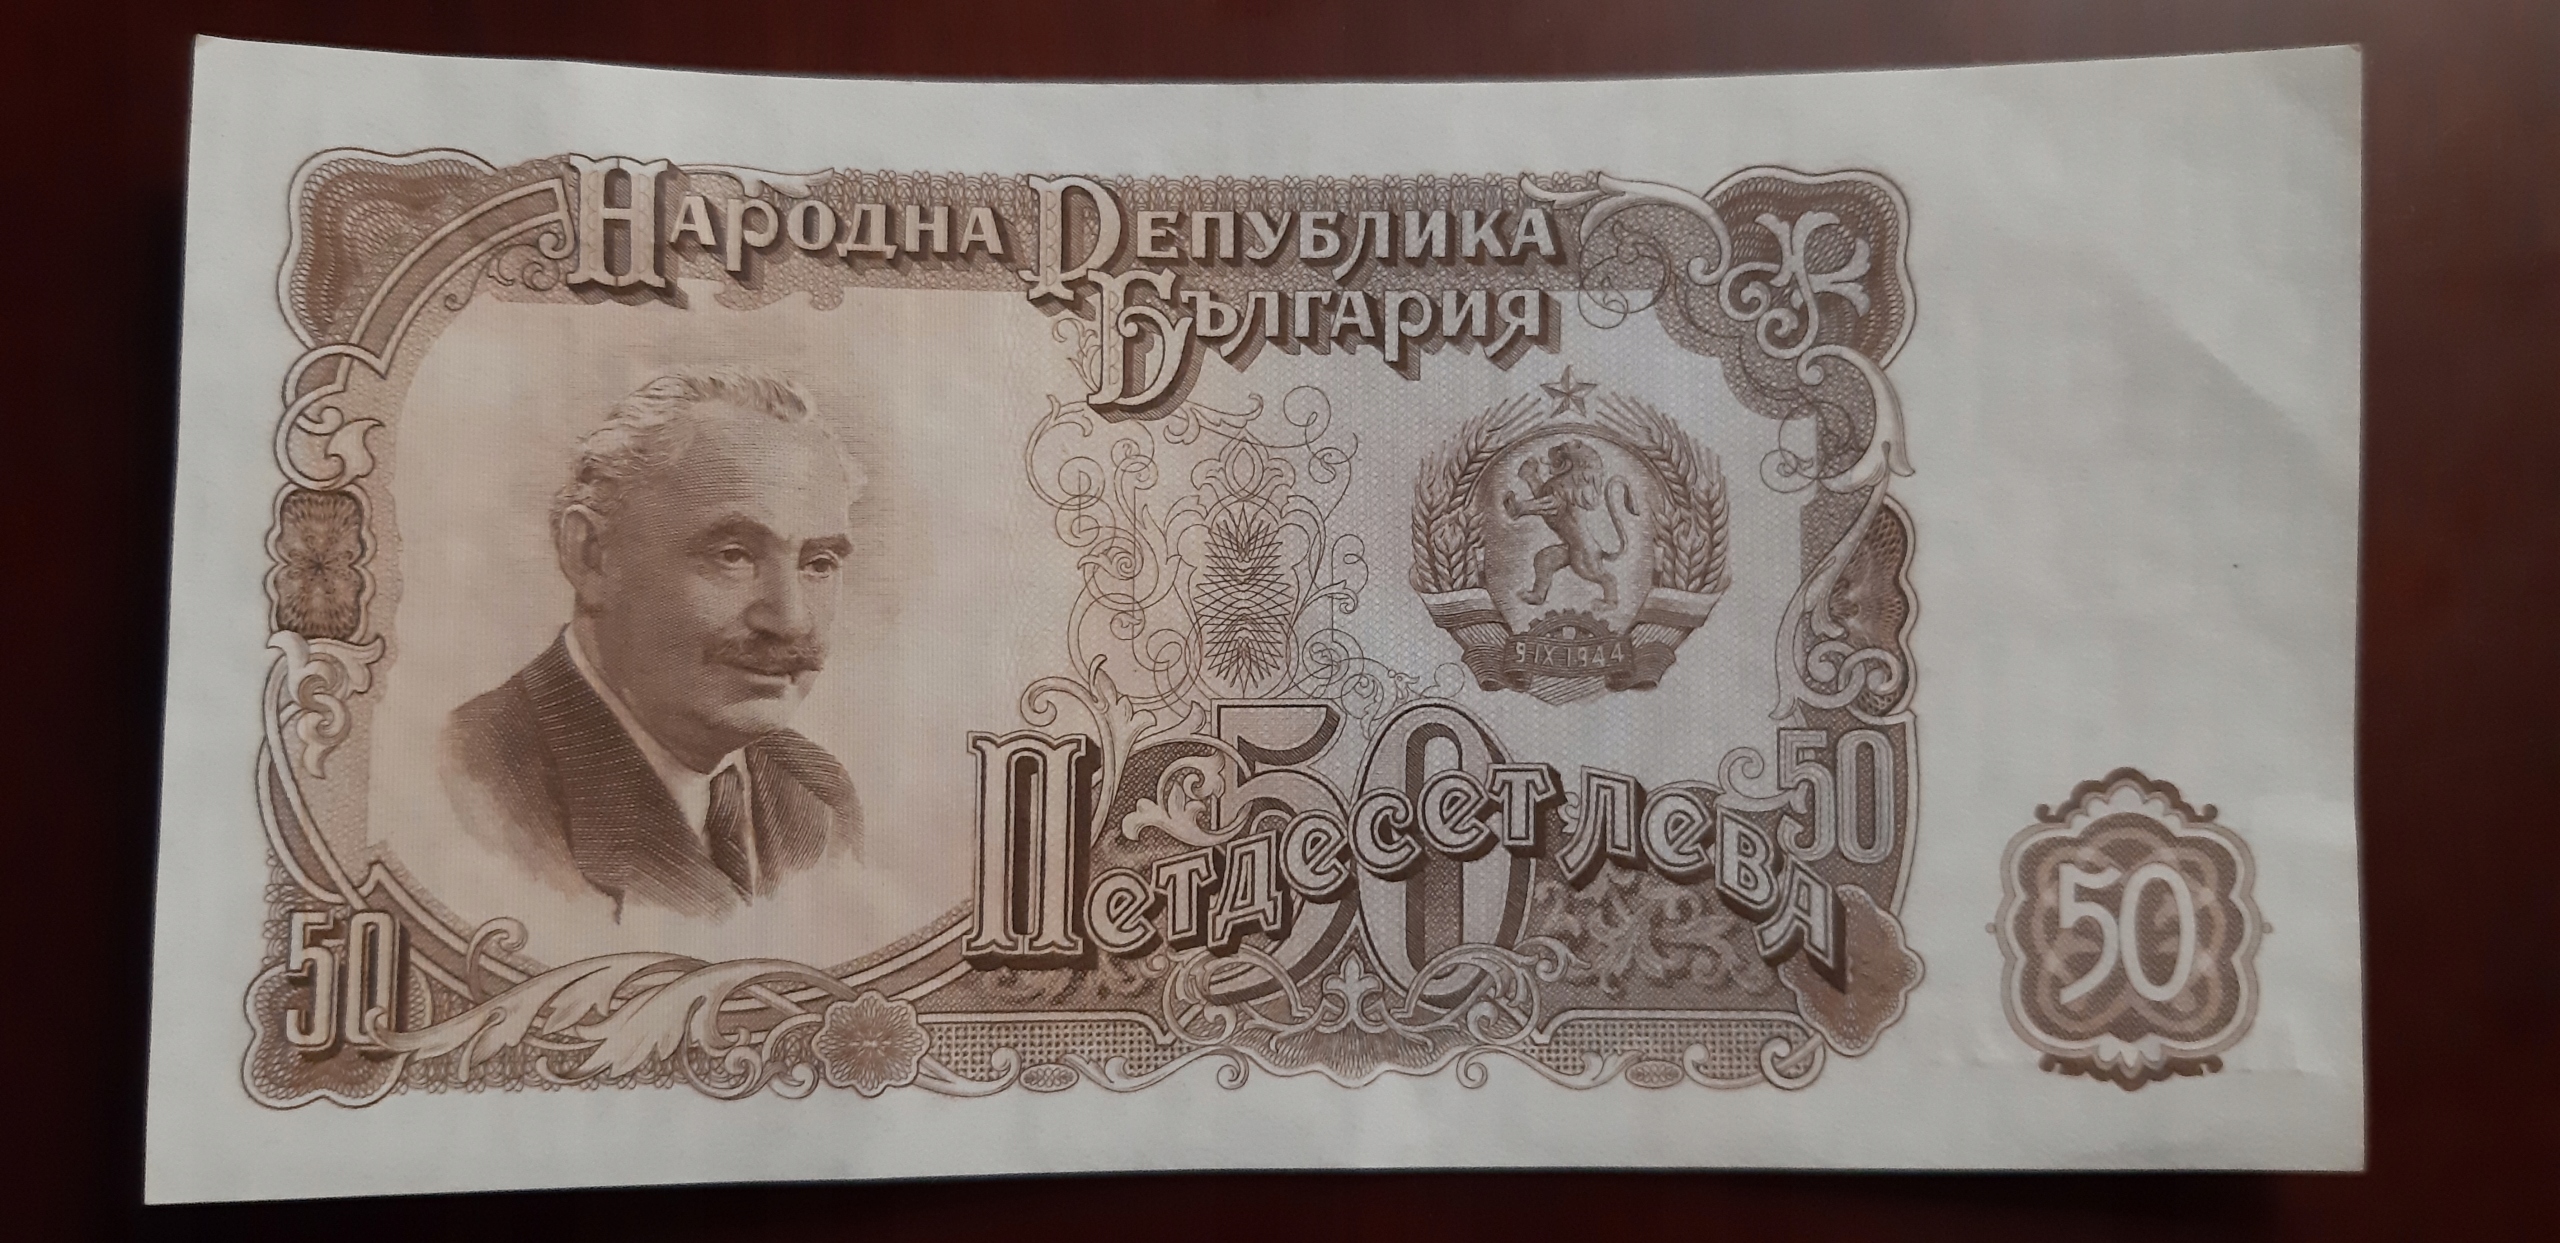 Народна Република
България
9 IX 1944
50
Петдесет лева
50
50
50